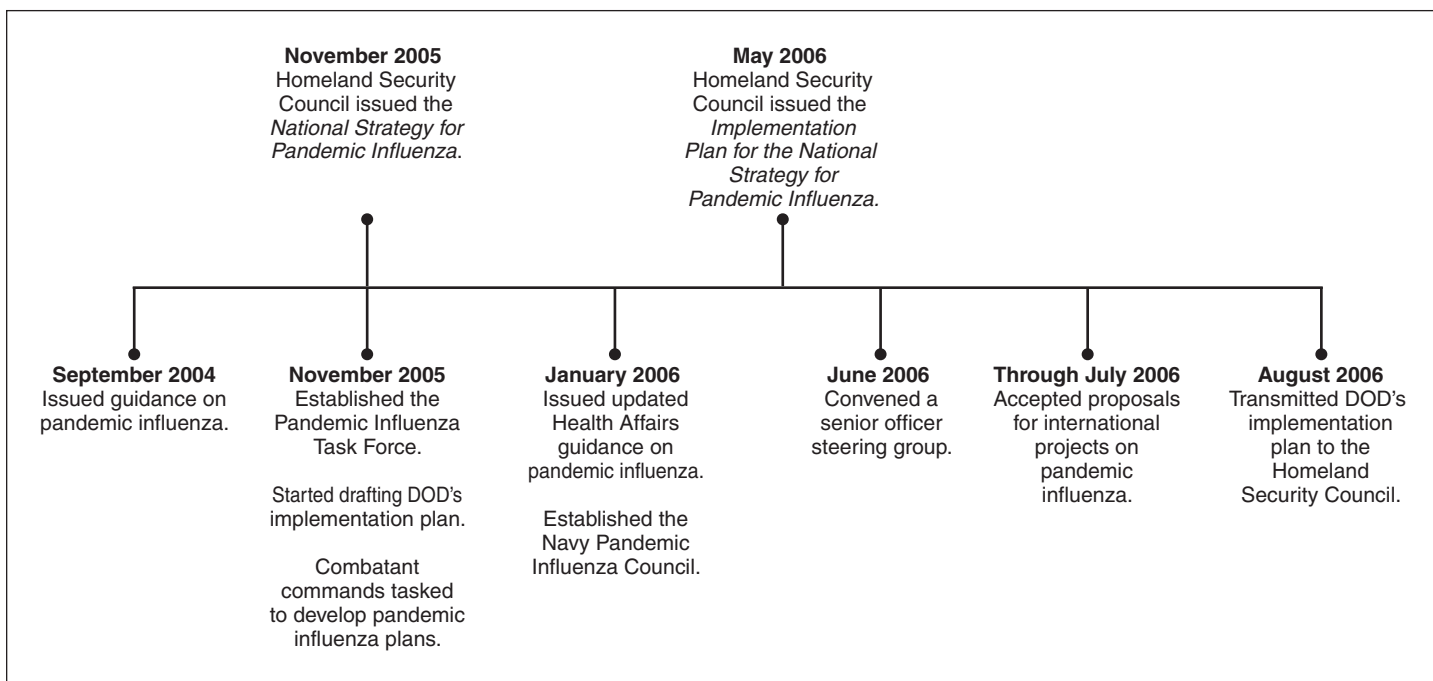 November 2005
Homeland Security
Council issued the
National Strategy for
Pandemic Influenza.
May 2006
Homeland Security
Council issued the
Implementation
Plan for the National
Strategy for
Pandemic Influenza.
September 2004
Issued guidance on
pandemic influenza.
November 2005
Established the
Pandemic Influenza
Task Force.
Started drafting DOD's
implementation plan.
Combatant
commands tasked
to develop pandemic
influenza plans.
January 2006
Issued updated
Health Affairs
guidance on
pandemic influenza.
Established the
Navy Pandemic
Influenza Council.
June 2006
Convened a
senior officer
steering group.
Through July 2006
Accepted proposals
for international
projects on
pandemic
influenza.
August 2006
Transmitted DOD's
implementation
plan to the
Homeland
Security Council.